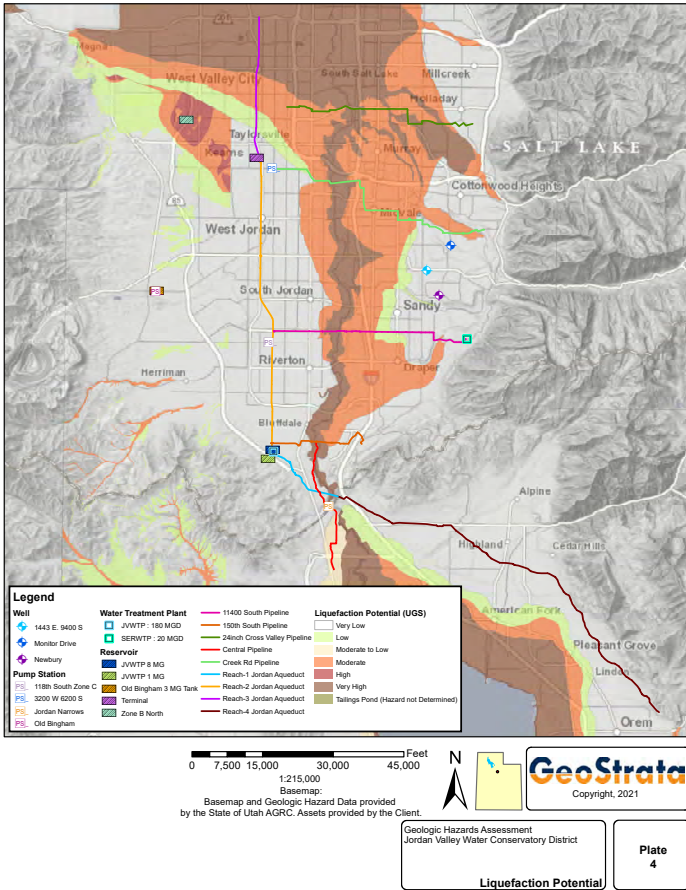 Magna
West Valley City
South Salt Lake
Millcreek
Holladay
Taylorsville
Kearns
Murray
SALT LAKE
PS
Cottonwood Heights
Midvale
West Jordan
PS
South Jordan
Sandy
PS
Riverton
Herriman
Draper
Bluffdale
PS
Alpine
Highland
Cedar Hills
American Fork
Pleasant Grove
Lindon
Orem
Legend
Well
1443 E. 9400 S
Monitor Drive
Newbury
Pump Station
PS 118th South Zone C
PS 3200 W 6200 S
PS Jordan Narrows
PS Old Bingham
Water Treatment Plant
JVWTP : 180 MGD
SERWTP : 20 MGD
Reservoir
JVWTP 8 MG
JVWTP 1 MG
Old Bingham 3 MG Tank
Terminal
Zone B North
11400 South Pipeline
150th South Pipeline
24inch Cross Valley Pipeline
Central Pipeline
Creek Rd Pipeline
Reach-1 Jordan Aqueduct
Reach-2 Jordan Aqueduct
Reach-3 Jordan Aqueduct
Reach-4 Jordan Aqueduct
Liquefaction Potential (UGS)
Very Low
Low
Moderate to Low
Moderate
High
Very High
Tailings Pond (Hazard not Determined)
Feet
0 7,500 15,000 30,000 45,000
1:215,000
Basemap:
Basemap and Geologic Hazard Data provided
by the State of Utah AGRC. Assets provided by the Client.
N
GeoStrata
Copyright, 2021
Geologic Hazards Assessment
Jordan Valley Water Conservatory District
Liquefaction Potential
Plate
4